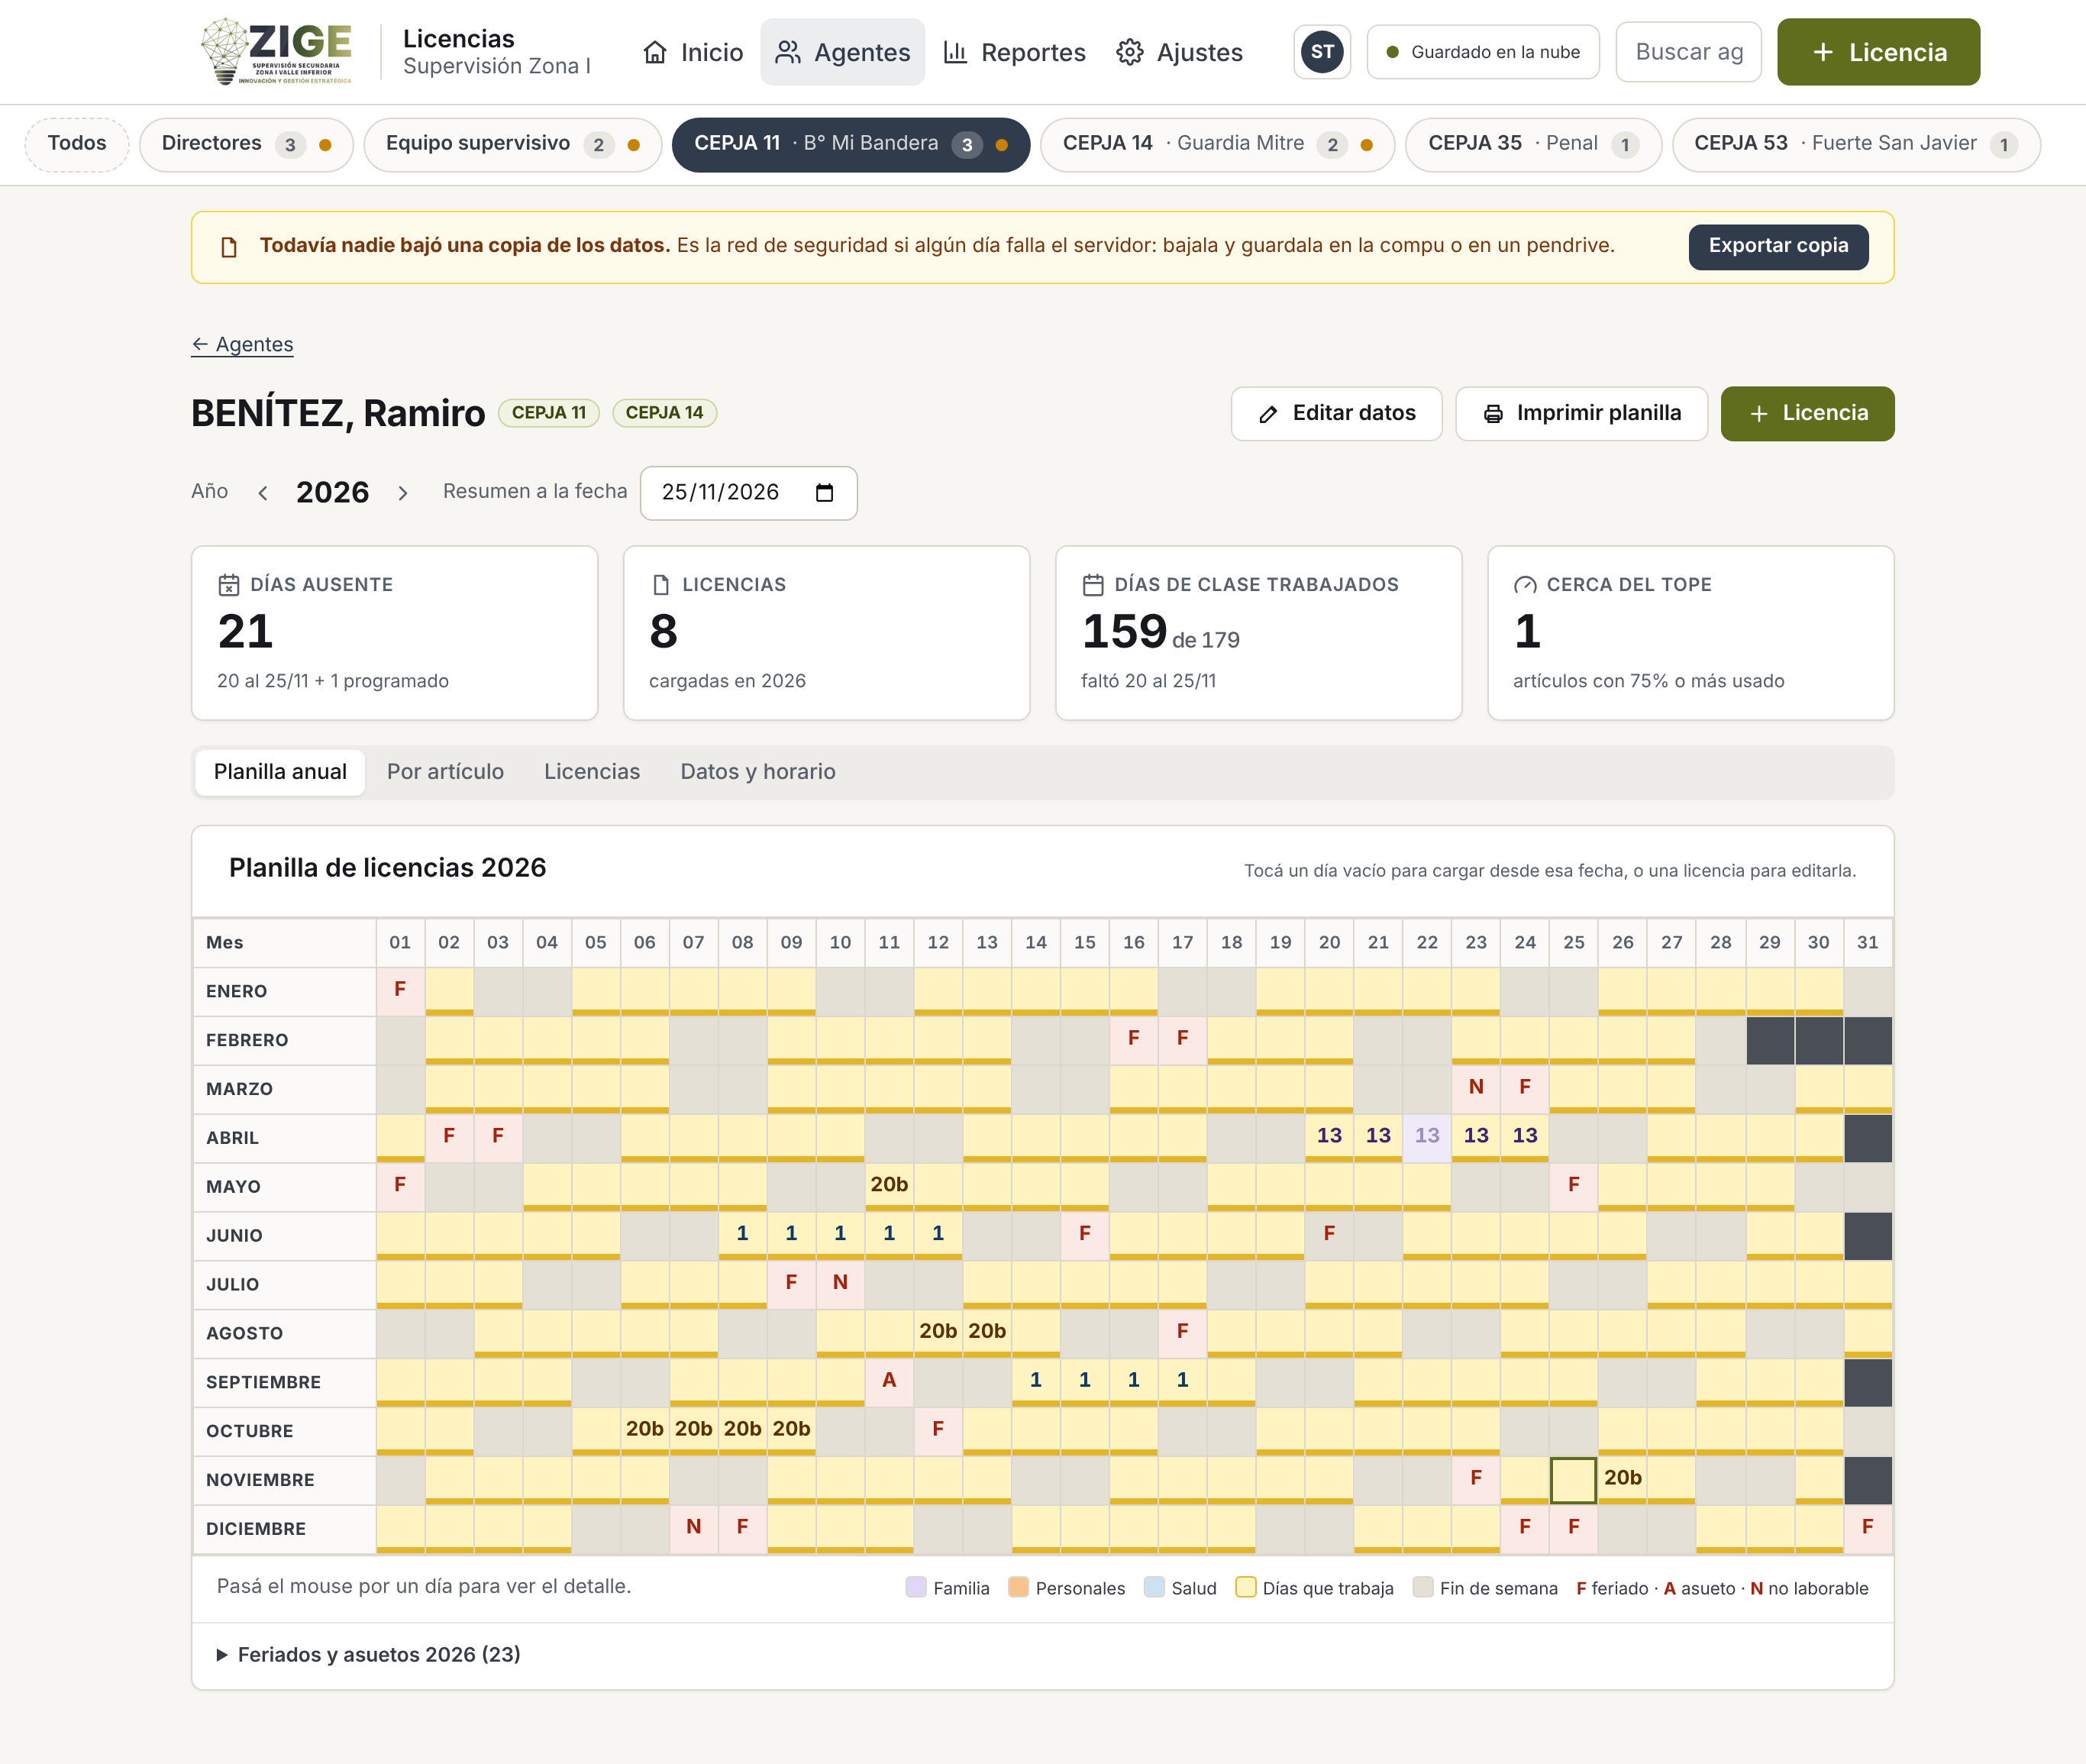 ZIGE
SUPERVISIÓN SECUNDARIA
ZONA I VALLE INFERIOR
INNOVACIÓN Y GESTIÓN ESTRATÉGICA
Licencias
Supervisión Zona I
Inicio
Agentes
Reportes
Ajustes
ST
Guardado en la nube
Buscar ag
+ Licencia
Todos
Directores 3
Equipo supervisivo 2
CEPJA 11 · B° Mi Bandera 3
CEPJA 14 · Guardia Mitre 2
CEPJA 35 · Penal 1
CEPJA 53 · Fuerte San Javier 1
Todavía nadie bajó una copia de los datos. Es la red de seguridad si algún día falla el servidor: bajala y guardala en la compu o en un pendrive.
Exportar copia
← Agentes
BENÍTEZ, Ramiro CEPJA 11 CEPJA 14
Editar datos
Imprimir planilla
+ Licencia
Año < 2026 > Resumen a la fecha 25/11/2026
DÍAS AUSENTE
21
20 al 25/11 + 1 programado
LICENCIAS
8
cargadas en 2026
DÍAS DE CLASE TRABAJADOS
159 de 179
faltó 20 al 25/11
CERCA DEL TOPE
1
artículos con 75% o más usado
Planilla anual Por artículo Licencias Datos y horario
Planilla de licencias 2026
Tocá un día vacío para cargar desde esa fecha, o una licencia para editarla.
Mes 01 02 03 04 05 06 07 08 09 10 11 12 13 14 15 16 17 18 19 20 21 22 23 24 25 26 27 28 29 30 31
ENERO F
FEBRERO F F
MARZO N F
ABRIL F F 13 13 13 13 13
MAYO F 20b F
JUNIO 1 1 1 1 1 F F
JULIO F N
AGOSTO 20b 20b F
SEPTIEMBRE A 1 1 1 1
OCTUBRE 20b 20b 20b 20b F
NOVIEMBRE F 20b
DICIEMBRE N F F F F
Pasá el mouse por un día para ver el detalle.
Familia Personales Salud Días que trabaja Fin de semana F feriado · A asueto · N no laborable
Feriados y asuetos 2026 (23)